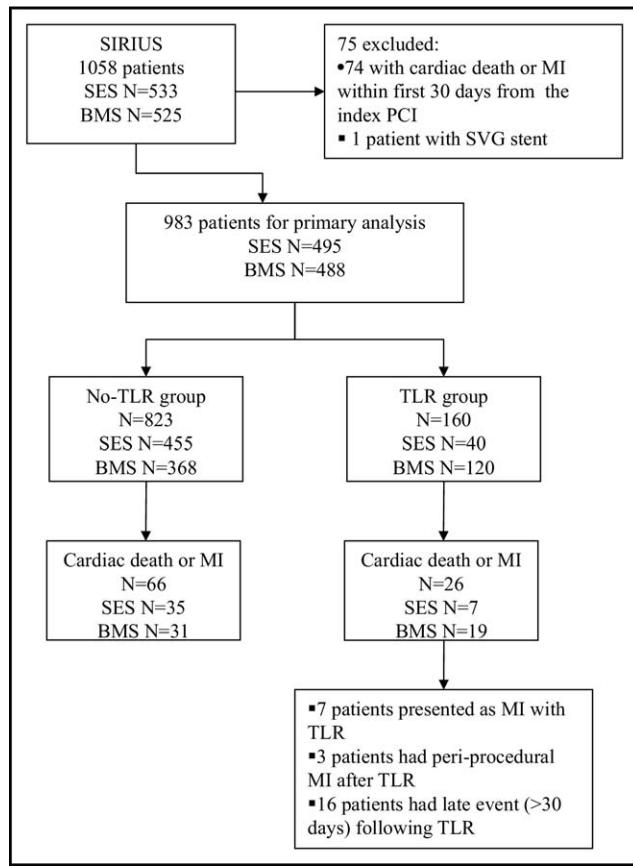 SIRIUS
1058 patients
SES N=533
BMS N=525
75 excluded:
•74 with cardiac death or MI
within first 30 days from the
index PCI
▪ 1 patient with SVG stent
983 patients for primary analysis
SES N=495
BMS N=488
No-TLR group
N=823
SES N=455
BMS N=368
TLR group
N=160
SES N=40
BMS N=120
Cardiac death or MI
N=66
SES N=35
BMS N=31
Cardiac death or MI
N=26
SES N=7
BMS N=19
▪7 patients presented as MI with
TLR
▪3 patients had peri-procedural
MI after TLR
▪16 patients had late event (>30
days) following TLR